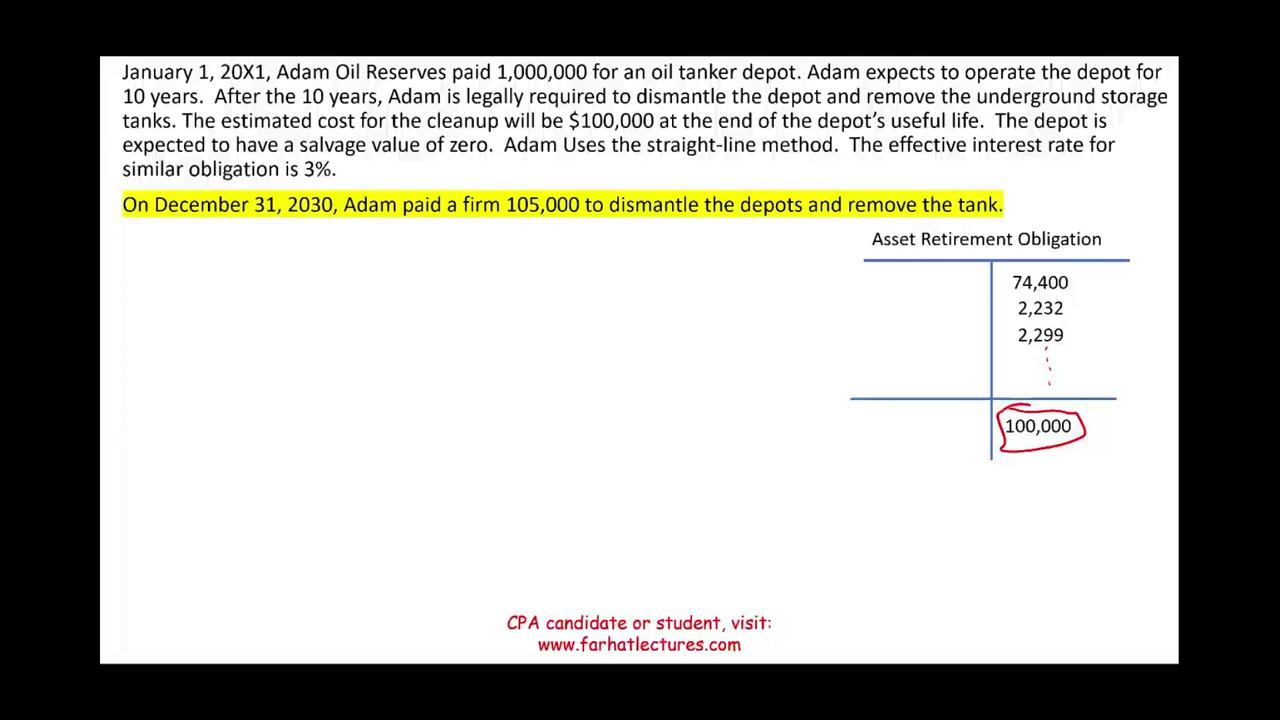 January 1, 20X1, Adam Oil Reserves paid 1,000,000 for an oil tanker depot. Adam expects to operate the depot for
10 years. After the 10 years, Adam is legally required to dismantle the depot and remove the underground storage
tanks. The estimated cost for the cleanup will be $100,000 at the end of the depot's useful life. The depot is
expected to have a salvage value of zero. Adam Uses the straight-line method. The effective interest rate for
similar obligation is 3%.
On December 31, 2030, Adam paid a firm 105,000 to dismantle the depots and remove the tank.
Asset Retirement Obligation
74,400
2,232
2,299
100,000
CPA candidate or student, visit:
www.farhatlectures.com